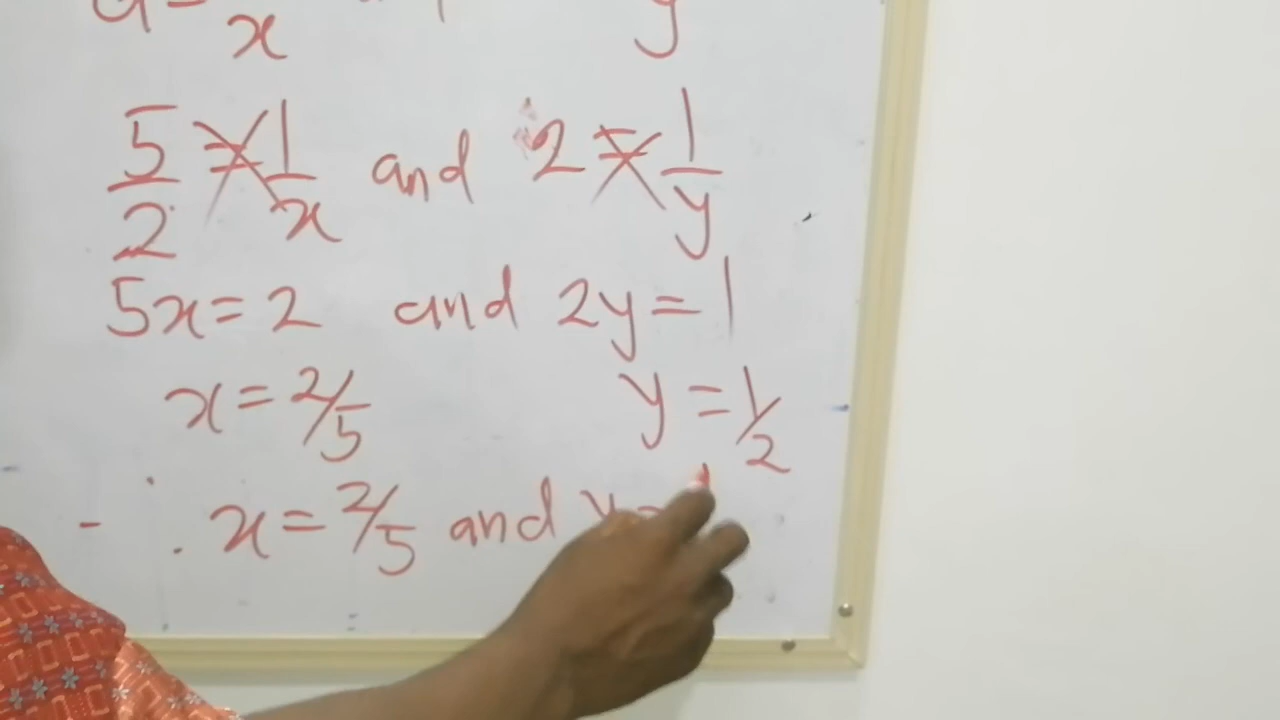 x y
5/2 = 1/x and 2 = 1/y
5x = 2 and 2y = 1
x = 2/5 y = 1/2
x = 2/5 and y =